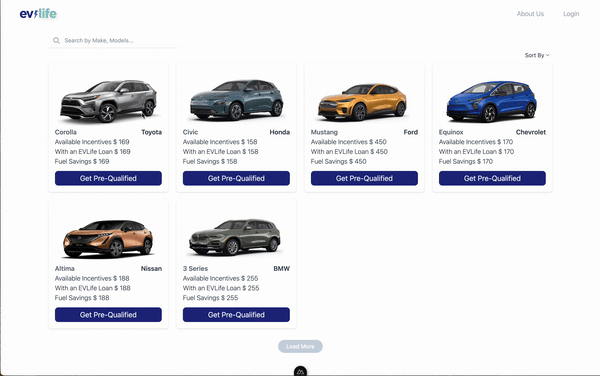 ev life
About Us
Login
Search by Make, Models...
Sort By
Corolla Toyota
Available Incentives $ 169
With an EVLife Loan $ 169
Fuel Savings $ 169
Get Pre-Qualified
Civic Honda
Available Incentives $ 158
With an EVLife Loan $ 158
Fuel Savings $ 158
Get Pre-Qualified
Mustang Ford
Available Incentives $ 450
With an EVLife Loan $ 450
Fuel Savings $ 450
Get Pre-Qualified
Equinox Chevrolet
Available Incentives $ 170
With an EVLife Loan $ 170
Fuel Savings $ 170
Get Pre-Qualified
Altima Nissan
Available Incentives $ 188
With an EVLife Loan $ 188
Fuel Savings $ 188
Get Pre-Qualified
3 Series BMW
Available Incentives $ 255
With an EVLife Loan $ 255
Fuel Savings $ 255
Get Pre-Qualified
Load More